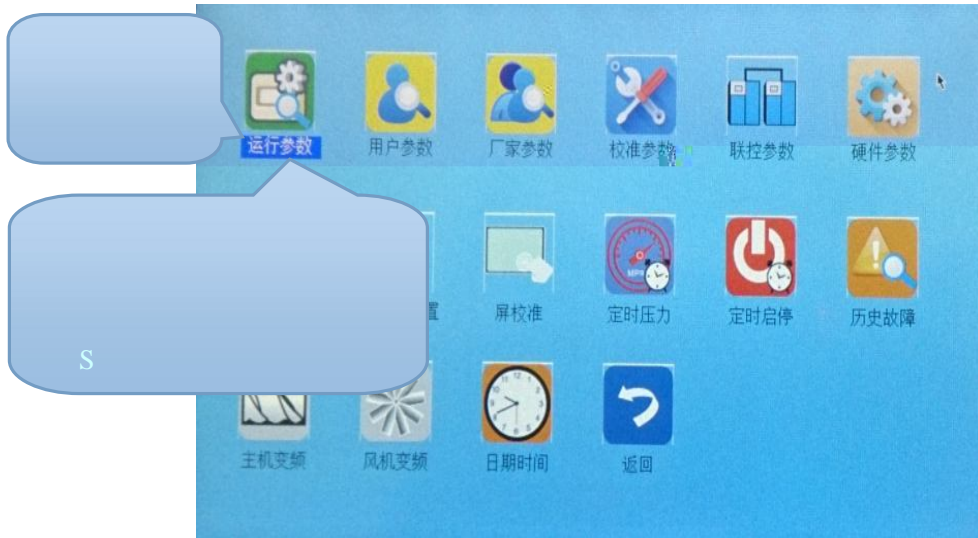 运行参数 用户参数 厂家参数 校准参数 联控参数 硬件参数
置 屏校准 定时压力 定时启停 历史故障
MPa
S
主机变频 风机变频 日期时间 返回